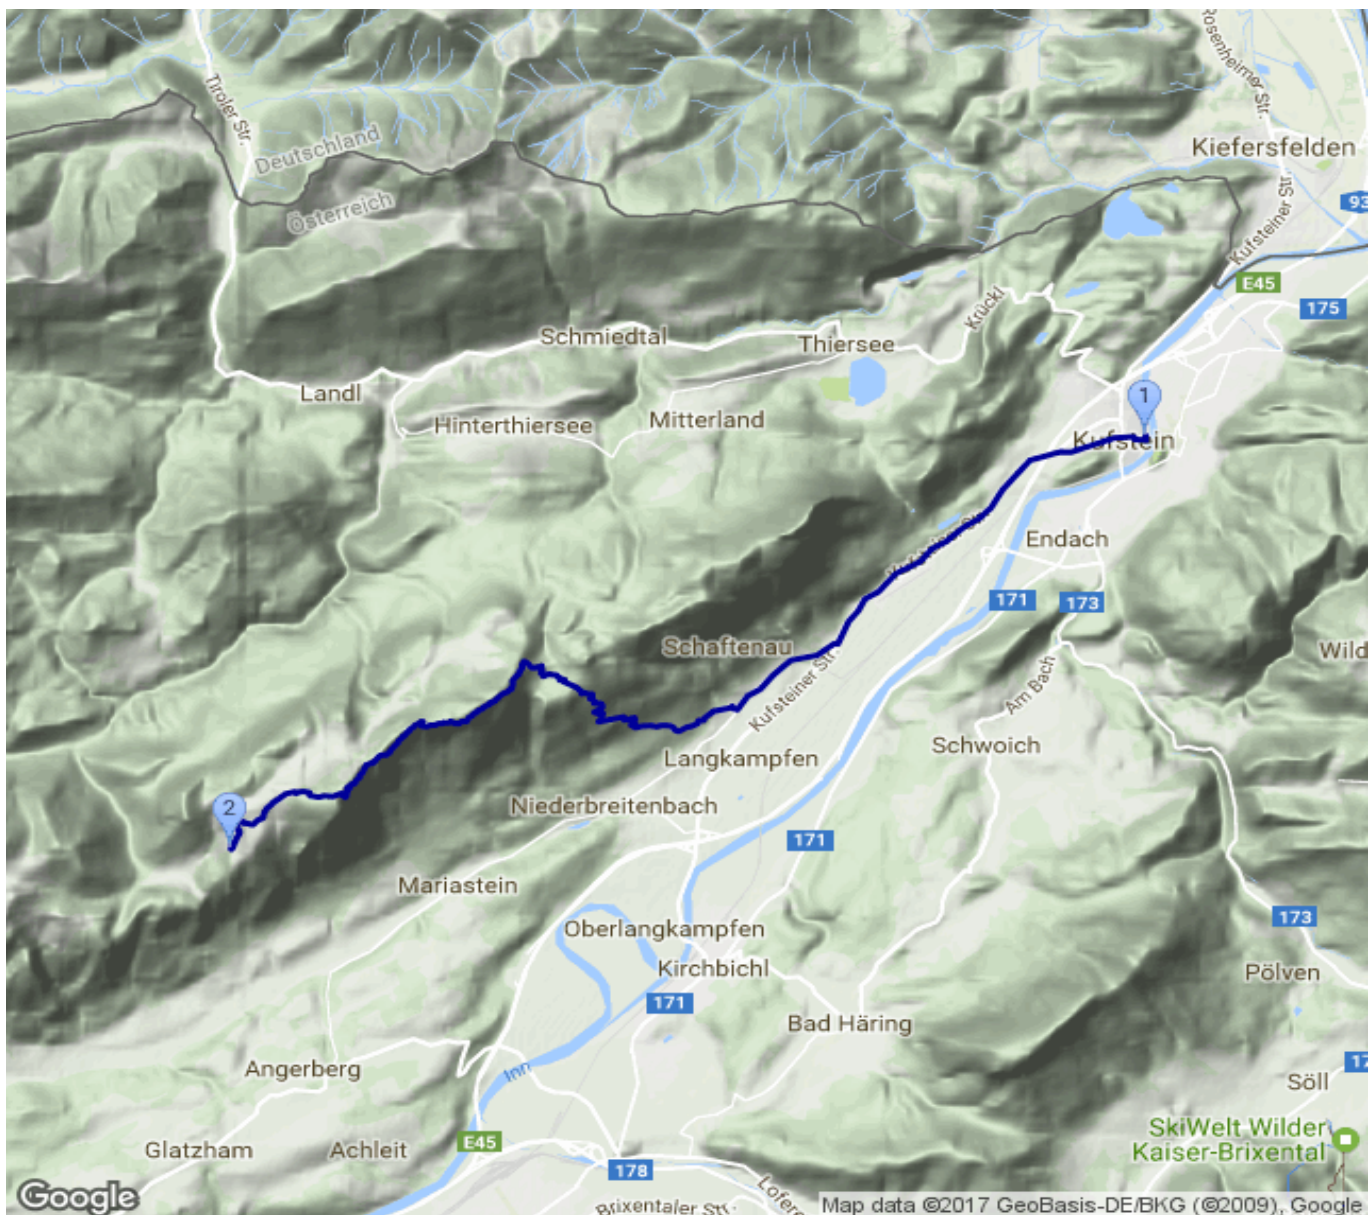 Rosenheimer Str.
Tiroler Str.
Deutschland
Kiefersfelden
Österreich
93
Kufsteiner Str.
E45
175
Krückl
Schmiedtal
Thiersee
Landl
1
Hinterthiersee
Mitterland
Kufstein
Endach
171
173
Schaftenau
Wild
Am Bach
Kufsteiner Str.
Schwoich
Langkampfen
2
Niederbreitenbach
171
Mariastein
173
Oberlangkampfen
Kirchbichl
Pölven
171
Bad Häring
Angerberg
Inn
17
Söll
SkiWelt Wilder
Kaiser-Brixental
Glatzham
Achleit
E45
178
Google
Brixentaler Str.
Lofere
Map data ©2017 GeoBasis-DE/BKG (©2009), Google